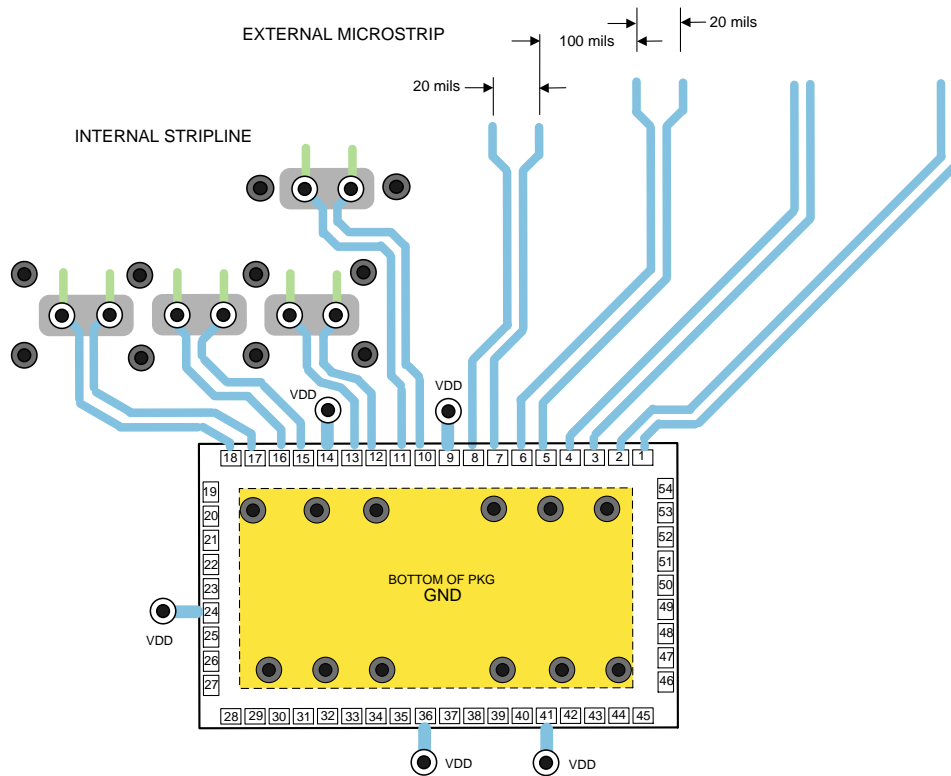 EXTERNAL MICROSTRIP
20 mils
100 mils
20 mils
INTERNAL STRIPLINE
VDD
VDD
18 17 16 15 14 13 12 11 10 9 8 7 6 5 4 3 2 1
19
20
21
22
23
24
25
26
27
54
53
52
51
50
49
48
47
46
BOTTOM OF PKG
GND
VDD
28 29 30 31 32 33 34 35 36 37 38 39 40 41 42 43 44 45
VDD
VDD